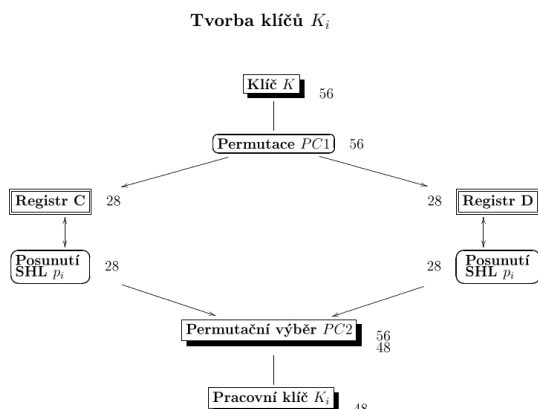 Tvorba klíčů K_i
Klíč K
56
Permutace PC1
56
Registr C
28
28
Registr D
Posunutí
SHL p_i
28
28
Posunutí
SHL p_i
Permutační výběr PC2
56
48
Pracovní klíč K_i
48